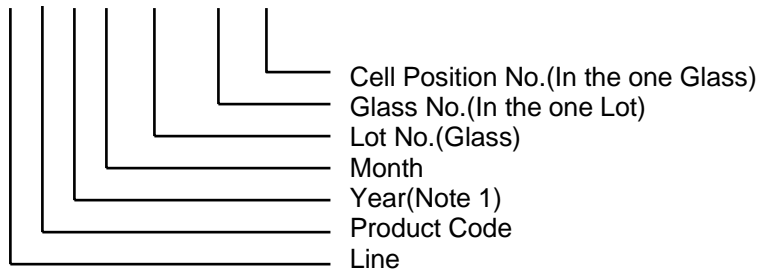 Cell Position No.(In the one Glass)
Glass No.(In the one Lot)
Lot No.(Glass)
Month
Year(Note 1)
Product Code
Line